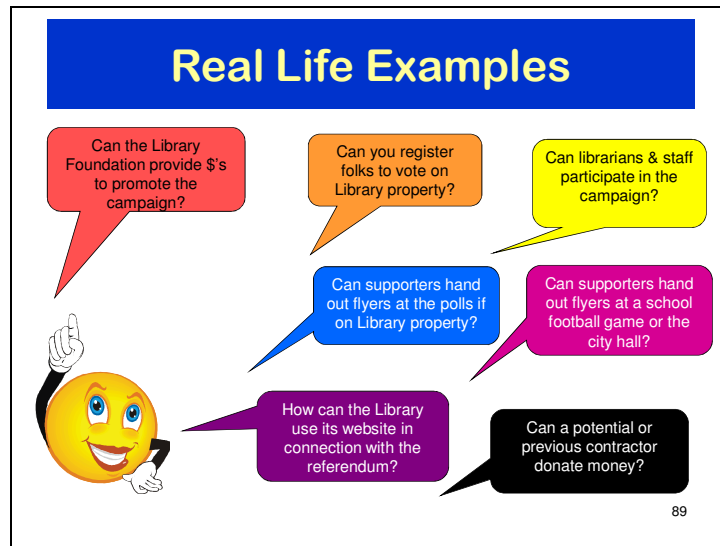 Real Life Examples
Can the Library
Foundation provide $'s
to promote the
campaign?
Can you register
folks to vote on
Library property?
Can librarians & staff
participate in the
campaign?
Can supporters hand
out flyers at the polls if
on Library property?
Can supporters hand
out flyers at a school
football game or the
city hall?
How can the Library
use its website in
connection with the
referendum?
Can a potential or
previous contractor
donate money?
89